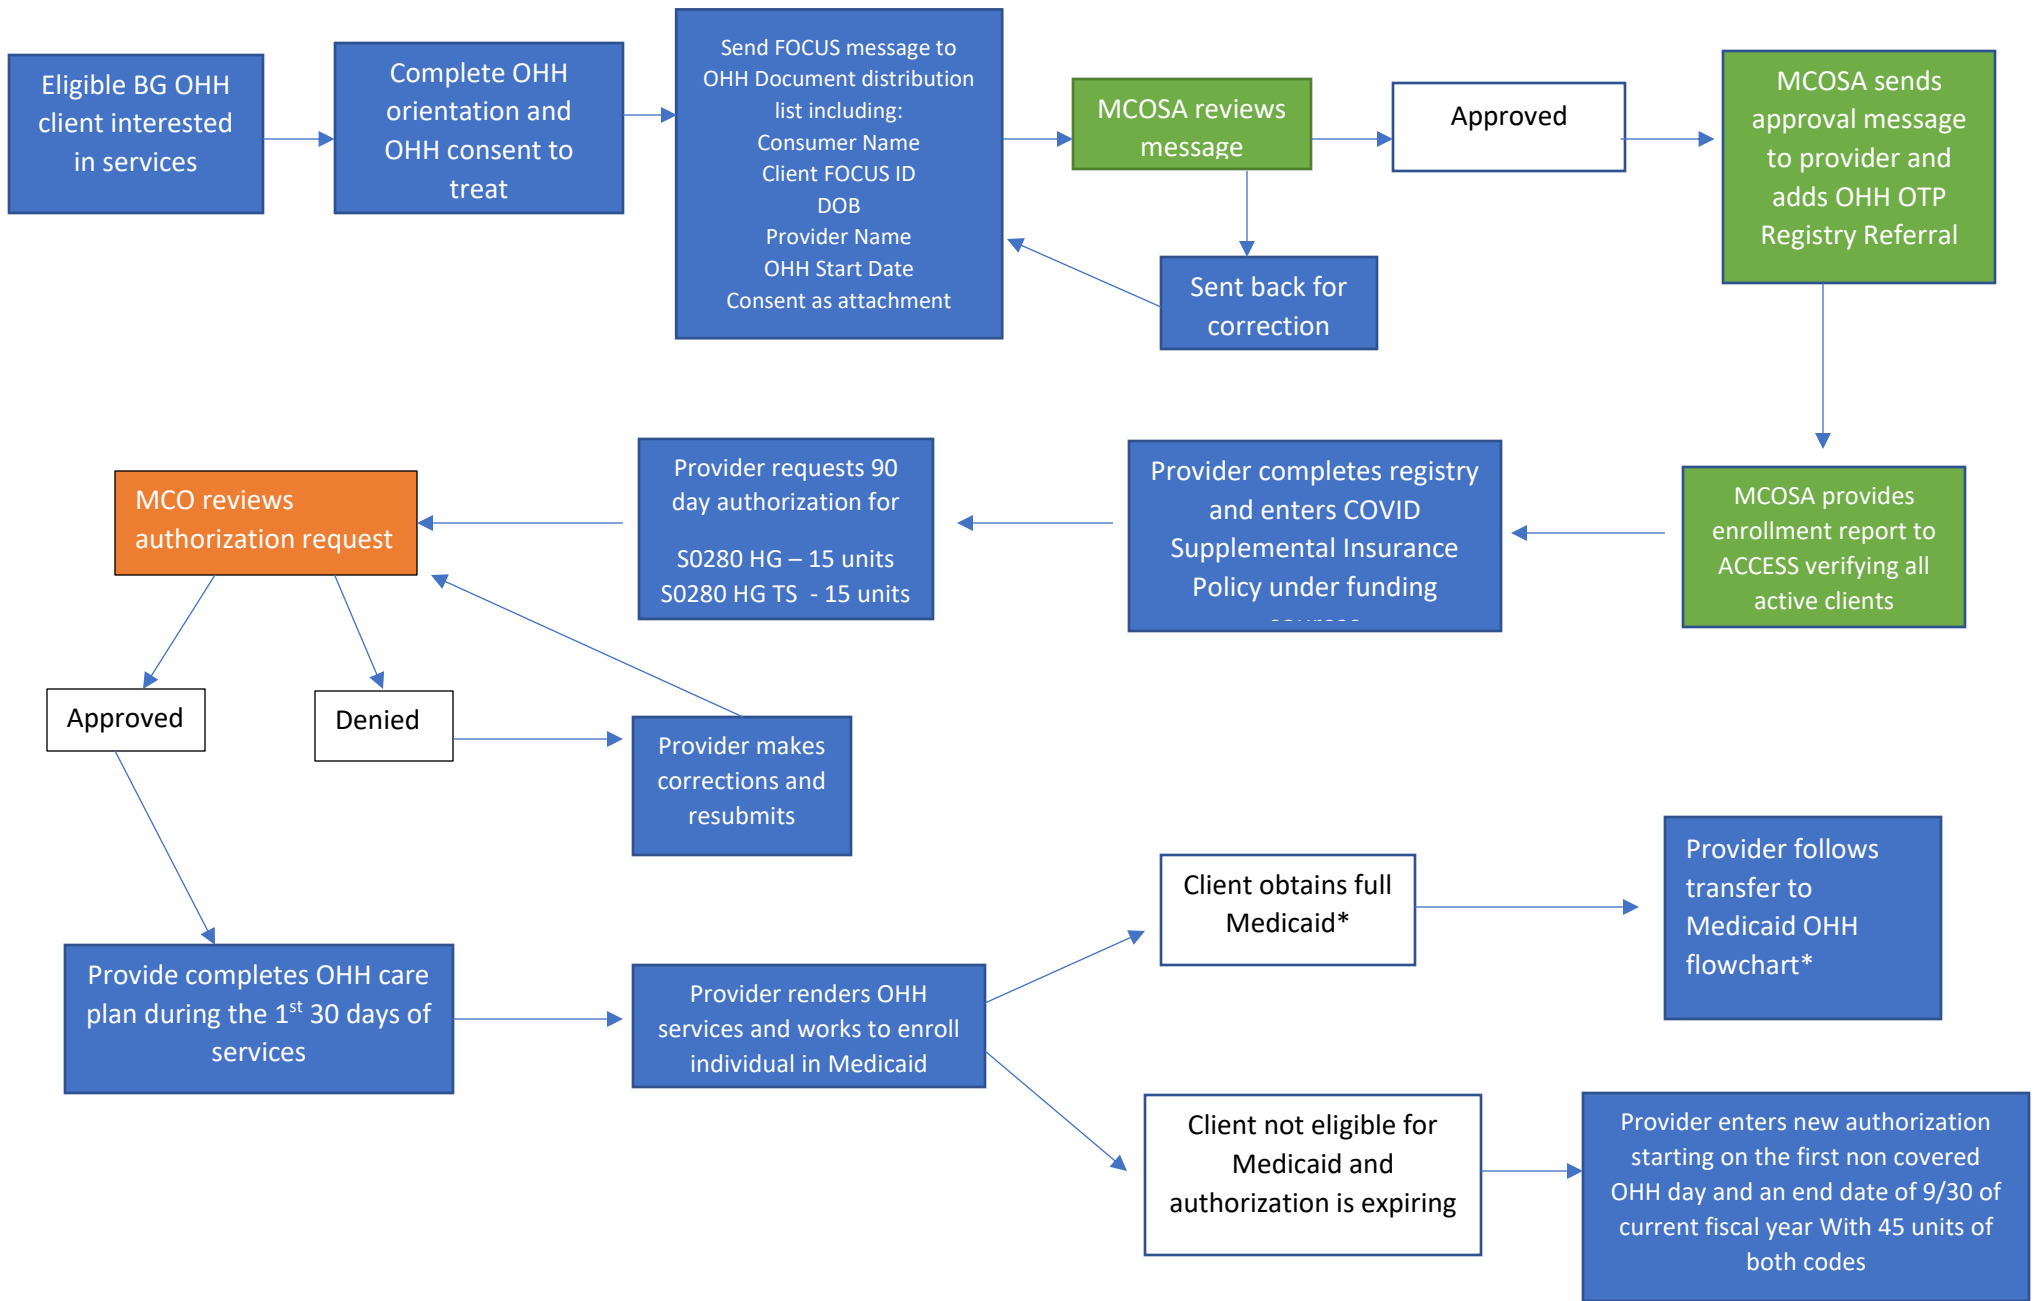 Eligible BG OHH
client interested
in services
Complete OHH
orientation and
OHH consent to
treat
Send FOCUS message to
OHH Document distribution
list including:
Consumer Name
Client FOCUS ID
DOB
Provider Name
OHH Start Date
Consent as attachment
MCOSA reviews
message
Sent back for
correction
Approved
MCOSA sends
approval message
to provider and
adds OHH OTP
Registry Referral
MCOSA provides
enrollment report to
ACCESS verifying all
active clients
Provider completes registry
and enters COVID
Supplemental Insurance
Policy under funding
Provider requests 90
day authorization for
S0280 HG – 15 units
S0280 HG TS - 15 units
MCO reviews
authorization request
Approved
Denied
Provider makes
corrections and
resubmits
Provide completes OHH care
plan during the 1st 30 days of
services
Provider renders OHH
services and works to enroll
individual in Medicaid
Client obtains full
Medicaid*
Provider follows
transfer to
Medicaid OHH
flowchart*
Client not eligible for
Medicaid and
authorization is expiring
Provider enters new authorization
starting on the first non covered
OHH day and an end date of 9/30 of
current fiscal year With 45 units of
both codes